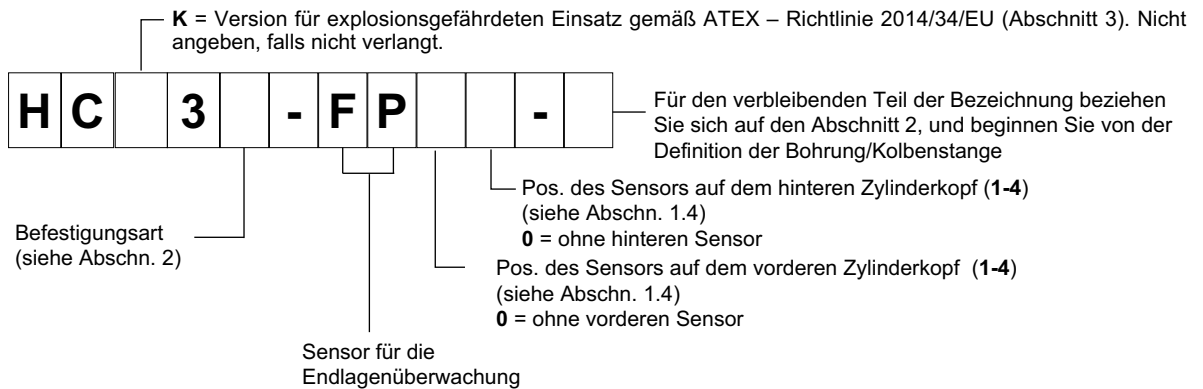 K = Version für explosionsgefährdeten Einsatz gemäß ATEX – Richtlinie 2014/34/EU (Abschnitt 3). Nicht
angeben, falls nicht verlangt.
H C 3 - F P -
Für den verbleibenden Teil der Bezeichnung beziehen
Sie sich auf den Abschnitt 2, und beginnen Sie von der
Definition der Bohrung/Kolbenstange
Pos. des Sensors auf dem hinteren Zylinderkopf (1-4)
(siehe Abschn. 1.4)
0 = ohne hinteren Sensor
Befestigungsart
(siehe Abschn. 2)
Pos. des Sensors auf dem vorderen Zylinderkopf (1-4)
(siehe Abschn. 1.4)
0 = ohne vorderen Sensor
Sensor für die
Endlagenüberwachung